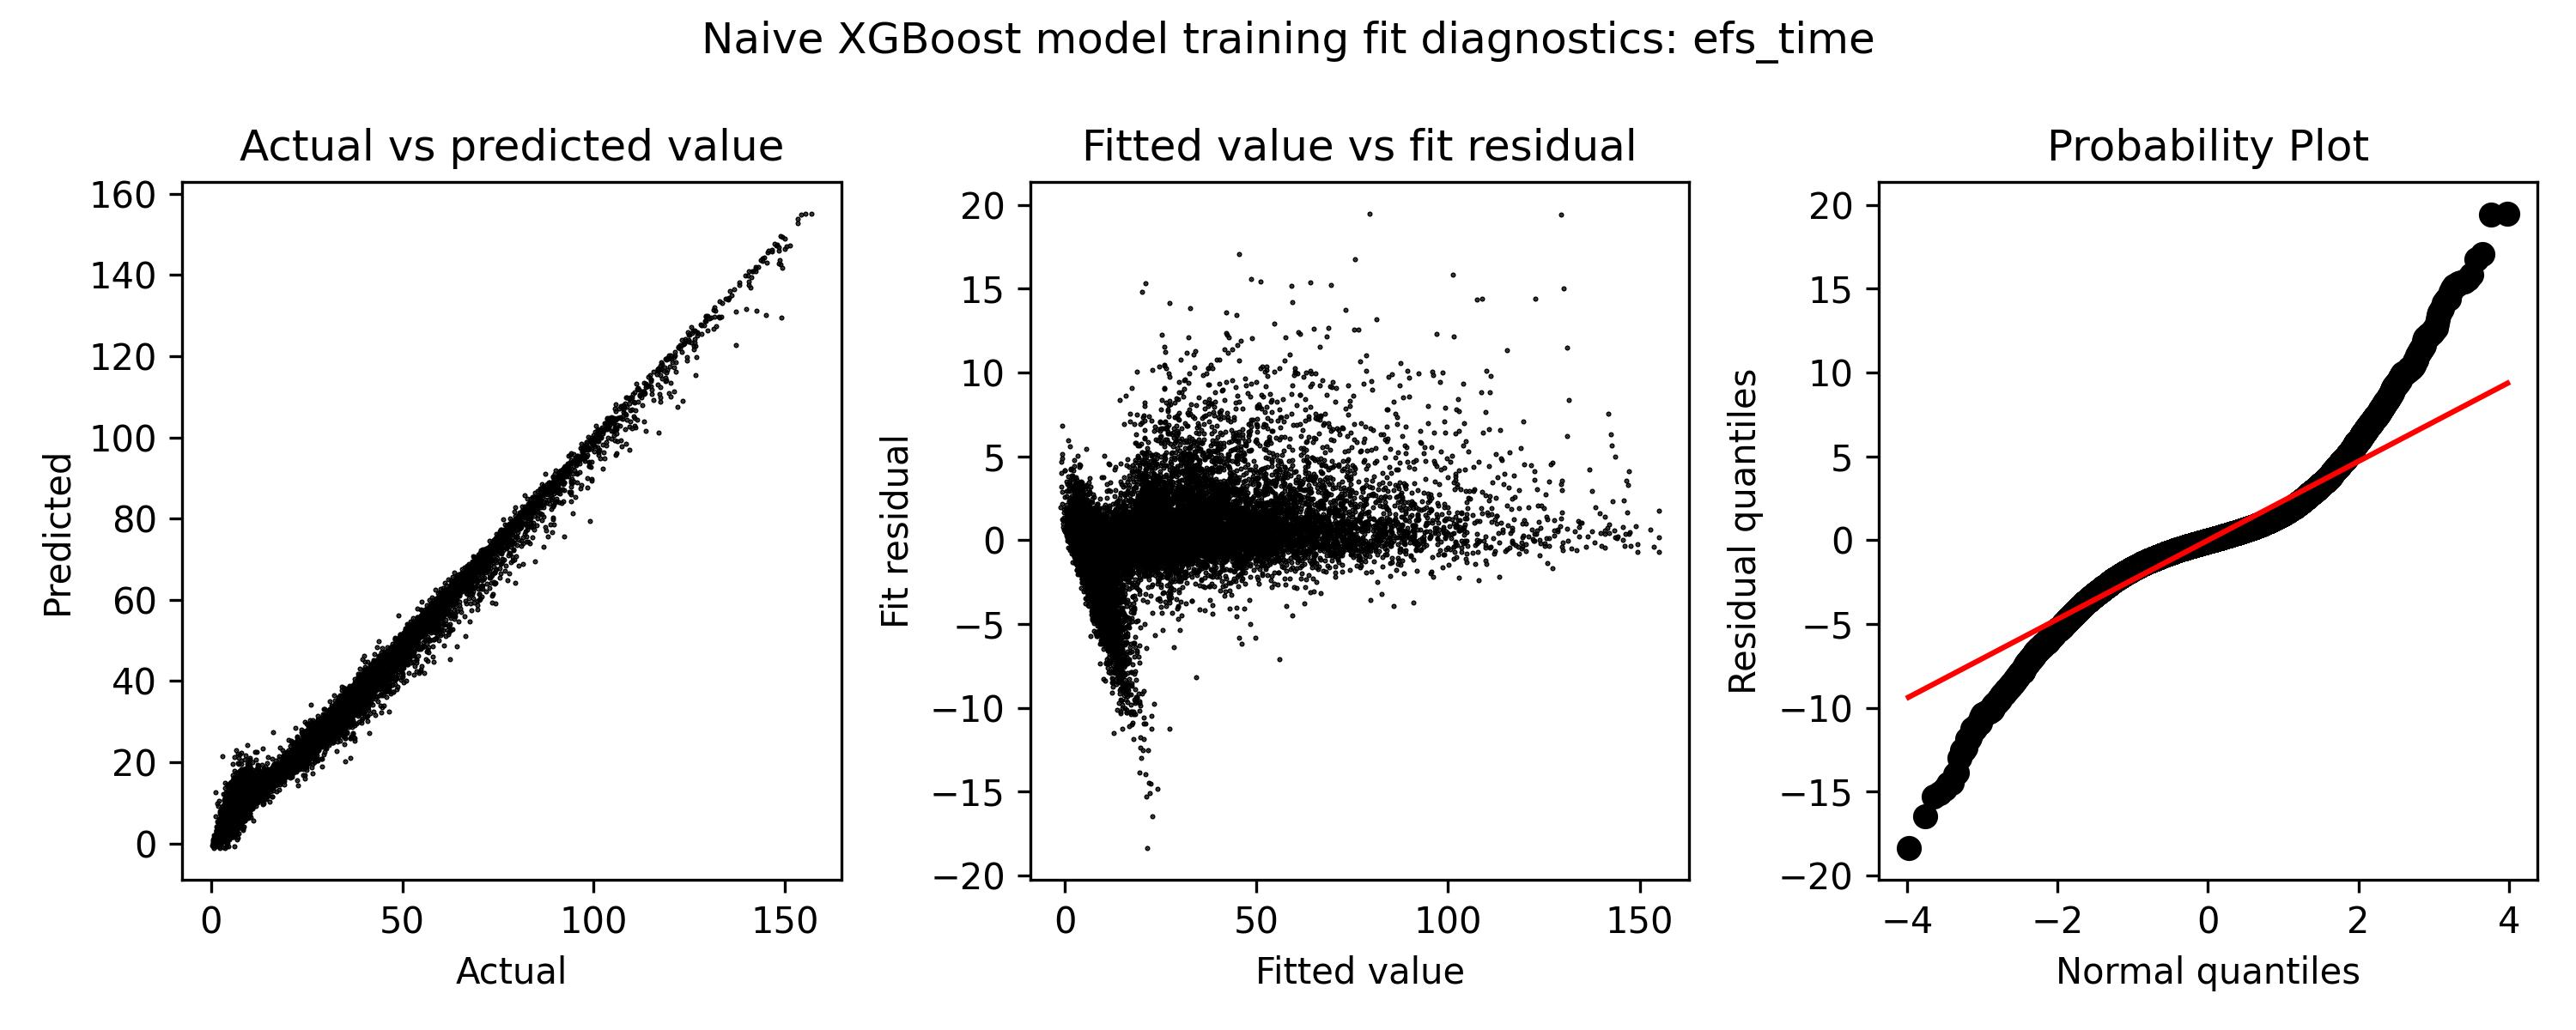 Naive XGBoost model training fit diagnostics: efs_time
Actual vs predicted value
160
140
120
100
80
60
40
20
0
Predicted
0 50 100 150
Actual
Fitted value vs fit residual
20
15
10
5
0
−5
−10
−15
−20
Fit residual
0 50 100 150
Fitted value
Probability Plot
20
15
10
5
0
−5
−10
−15
−20
Residual quantiles
−4 −2 0 2 4
Normal quantiles